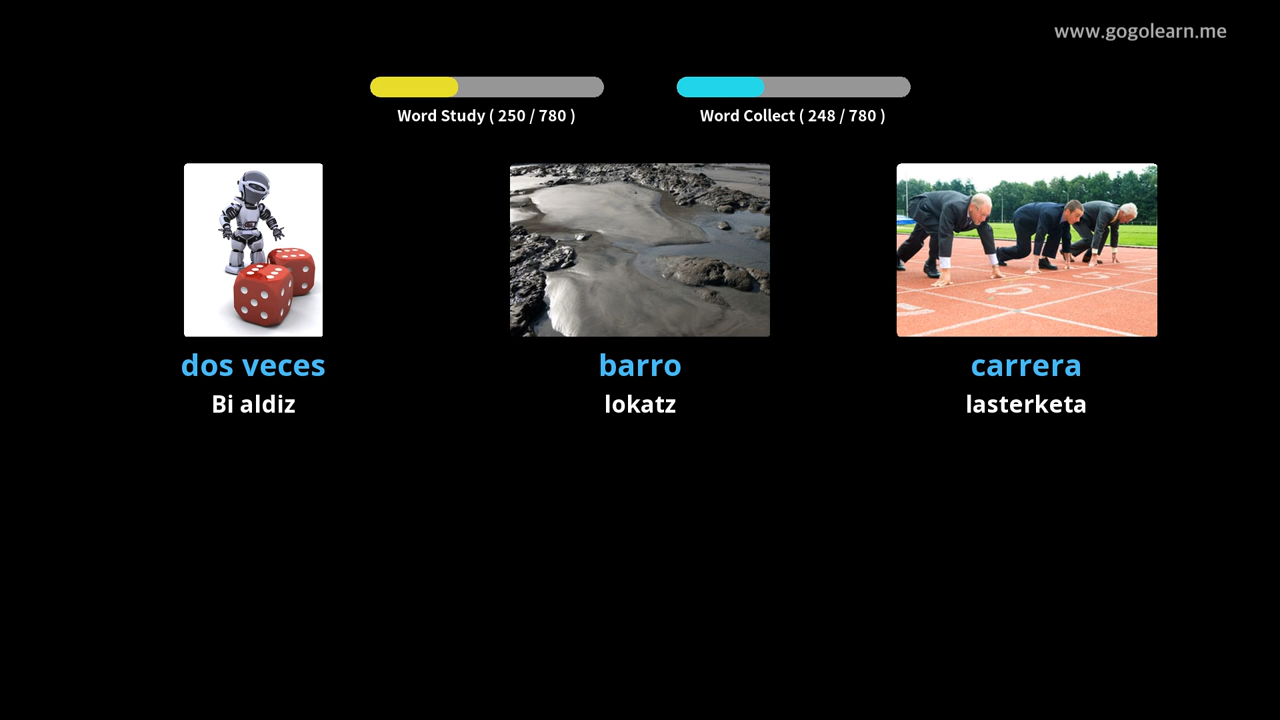 www.gogolearn.me
Word Study ( 250 / 780 )
Word Collect ( 248 / 780 )
dos veces
Bi aldiz
barro
lokatz
carrera
lasterketa